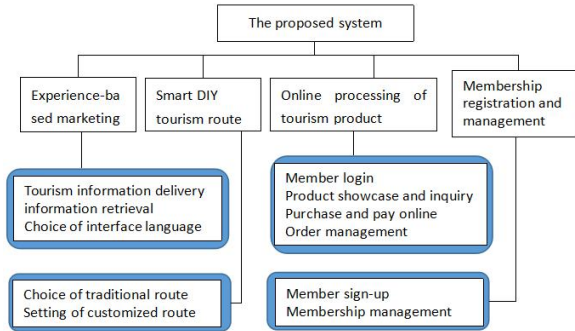 The proposed system
Experience-ba
sed marketing
Smart DIY
tourism route
Online processing of
tourism product
Membership
registration and
management
Tourism information delivery
information retrieval
Choice of interface language
Member login
Product showcase and inquiry
Purchase and pay online
Order management
Choice of traditional route
Setting of customized route
Member sign-up
Membership management